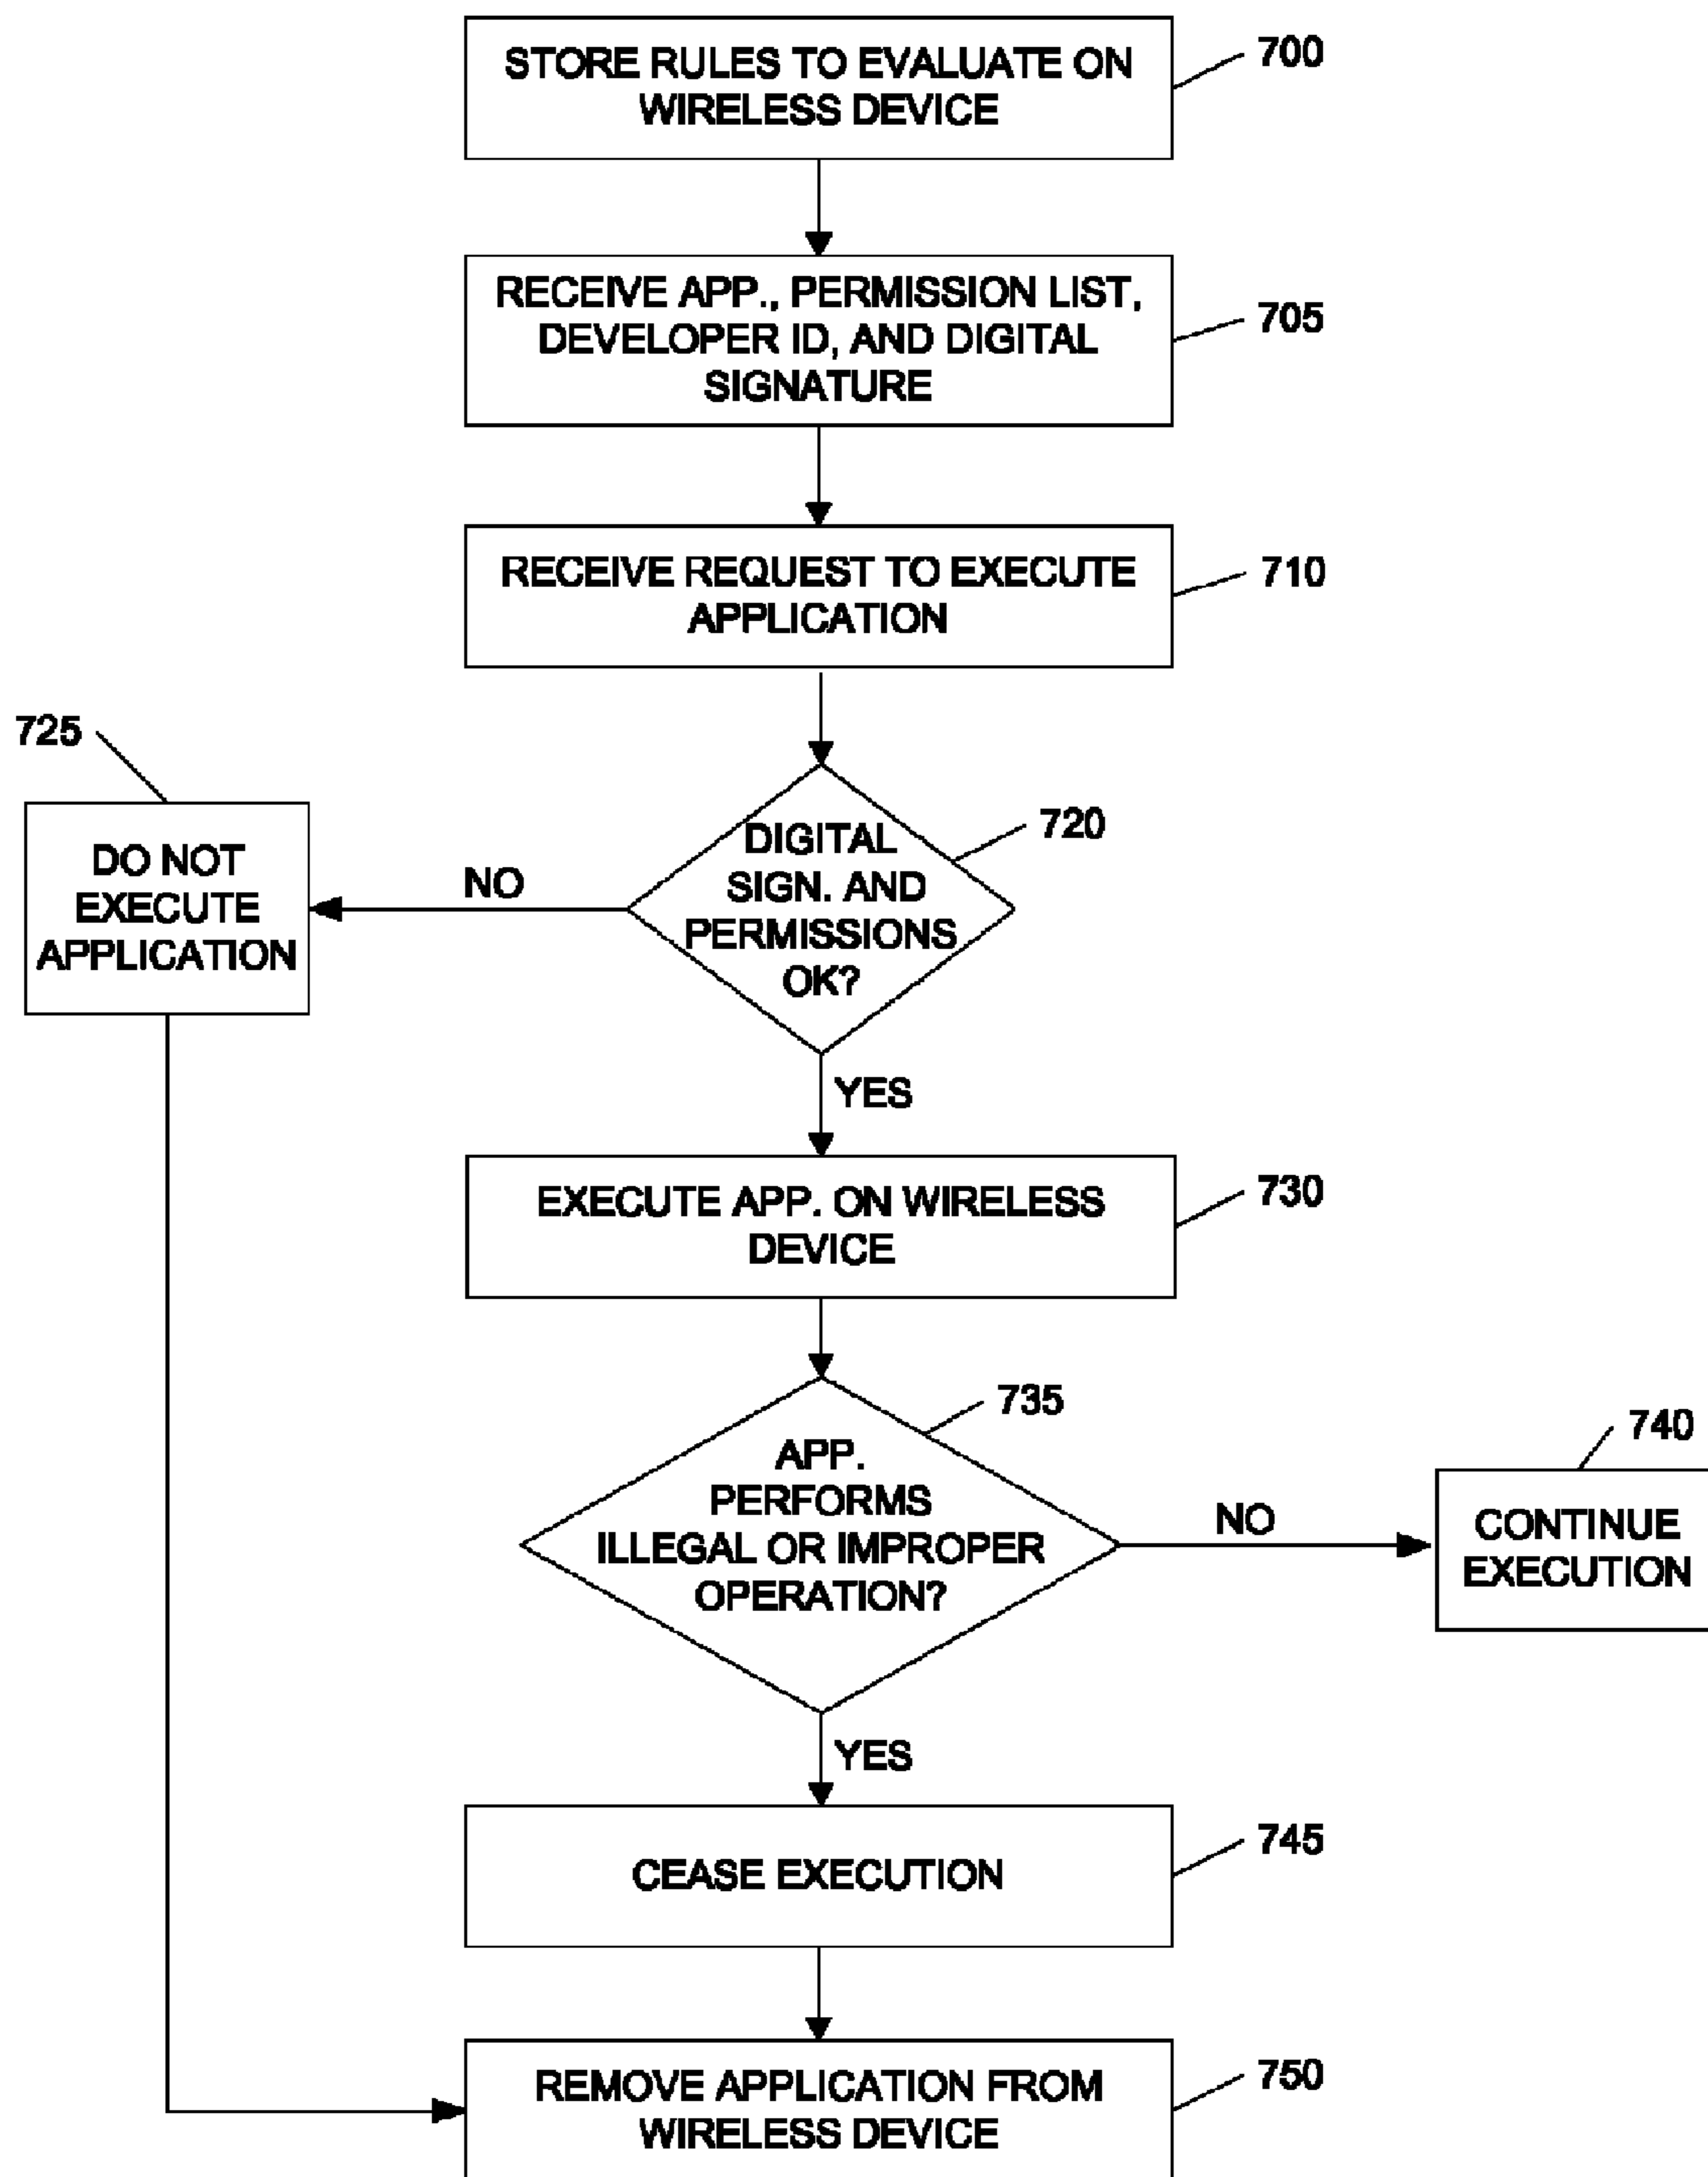 STORE RULES TO EVALUATE ON
WIRELESS DEVICE
700
RECEIVE APP., PERMISSION LIST,
DEVELOPER ID, AND DIGITAL
SIGNATURE
705
RECEIVE REQUEST TO EXECUTE
APPLICATION
710
725
DO NOT
EXECUTE
APPLICATION
NO
DIGITAL
SIGN. AND
PERMISSIONS
OK?
720
YES
EXECUTE APP. ON WIRELESS
DEVICE
730
APP.
PERFORMS
ILLEGAL OR IMPROPER
OPERATION?
735
NO
740
CONTINUE
EXECUTION
YES
CEASE EXECUTION
745
REMOVE APPLICATION FROM
WIRELESS DEVICE
750